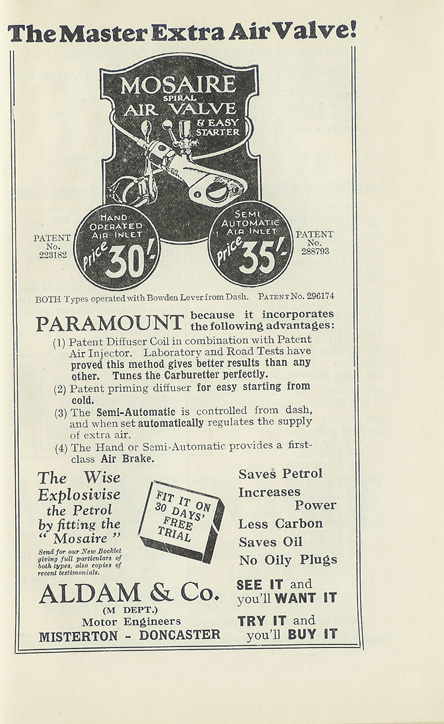 The Master Extra Air Valve!
MOSAIRE
SPIRAL
AIR VALVE
& EASY
STARTER
HAND
OPERATED
AIR INLET
Price 30/-
SEMI
AUTOMATIC
AIR INLET
Price 35/-
PATENT
No.
223182
PATENT
No.
288793
BOTH Types operated with Bowden Lever from Dash. PATENT No. 296174
PARAMOUNT because it incorporates
the following advantages:
(1) Patent Diffuser Coil in combination with Patent
Air Injector. Laboratory and Road Tests have
proved this method gives better results than any
other. Tunes the Carburetter perfectly.
(2) Patent priming diffuser for easy starting from
cold.
(3) The Semi-Automatic is controlled from dash,
and when set automatically regulates the supply
of extra air.
(4) The Hand or Semi-Automatic provides a first-
class Air Brake.
The Wise
Explosivise
the Petrol
by fitting the
" Mosaire "
Send for our New Booklet
giving full particulars of
both types, also copies of
recent testimonials.
FIT IT ON
30 DAYS'
FREE
TRIAL
Saves Petrol
Increases
Power
Less Carbon
Saves Oil
No Oily Plugs
ALDAM & Co.
(M DEPT.)
Motor Engineers
MISTERTON - DONCASTER
SEE IT and
you'll WANT IT
TRY IT and
you'll BUY IT